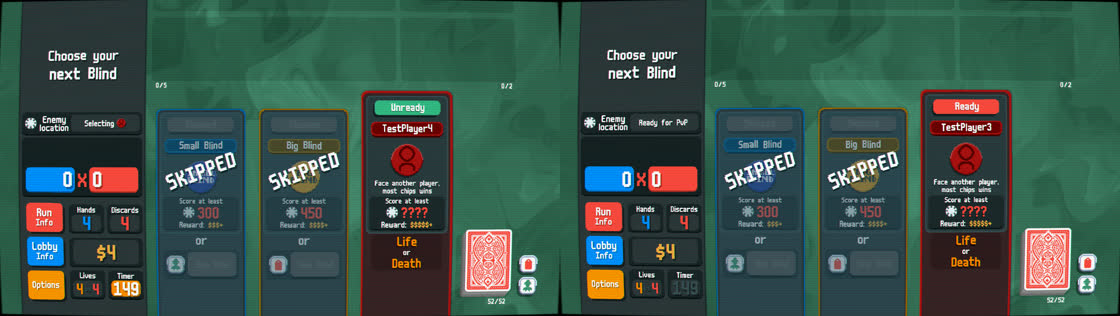 Choose your
next Blind
Enemy
location
Selecting
0 X 0
Run
Info
Hands
4
Discards
4
Lobby
Info
$4
Options
Lives
4 4
Timer
149
0/5
0/2
Small Blind
SKIPPED
Score at least
300
Reward: $$$+
or
Big Blind
SKIPPED
Score at least
450
Reward: $$$$+
or
Unready
TestPlayer4
Face another player,
most chips wins
Score at least
????
Reward: $$$$$+
Life
or
Death
52/52
Choose your
next Blind
Enemy
location
Ready for PvP
0 X 0
Run
Info
Hands
4
Discards
4
Lobby
Info
$4
Options
Lives
4 4
Timer
149
0/5
0/2
Small Blind
SKIPPED
Score at least
300
Reward: $$$+
or
Big Blind
SKIPPED
Score at least
450
Reward: $$$$+
or
Ready
TestPlayer3
Face another player,
most chips wins
Score at least
????
Reward: $$$$$+
Life
or
Death
52/52